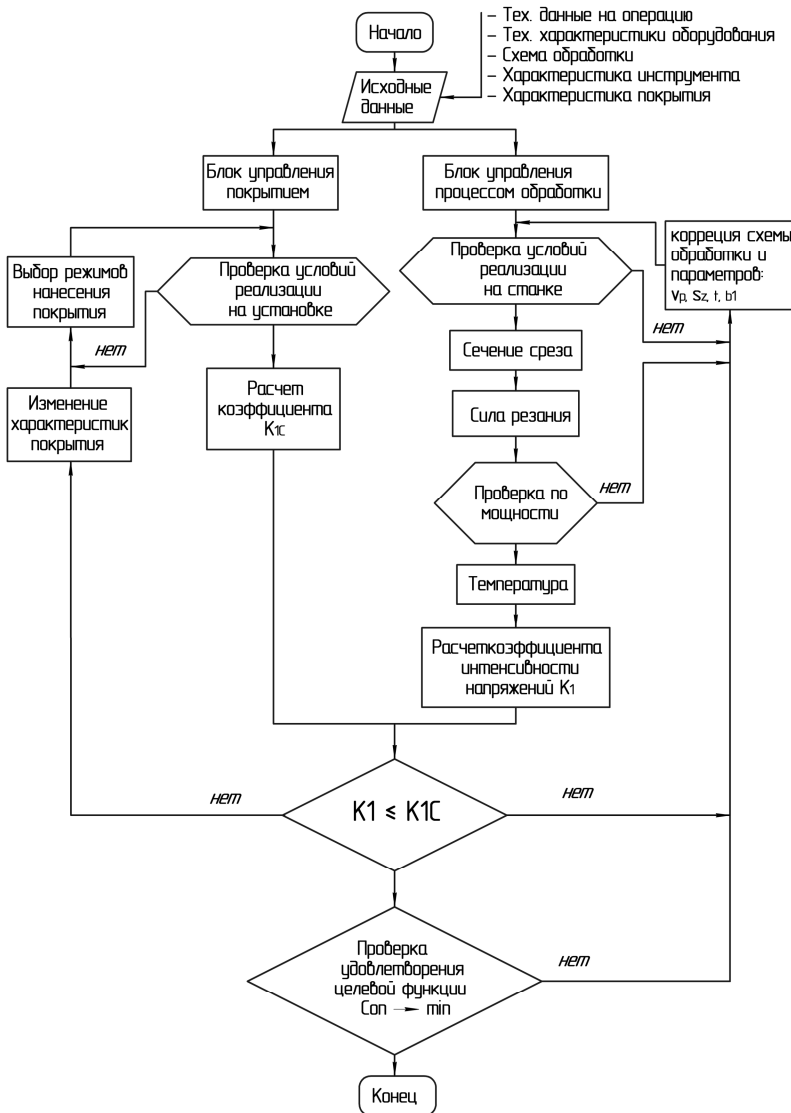 Начало
– Тех. данные на операцию
– Тех. характеристики оборудования
– Схема обработки
– Характеристика инструмента
– Характеристика покрытия
Исходные
данные
Блок управления
покрытием
Блок управления
процессом обработки
Выбор режимов
нанесения
покрытия
Проверка условий
реализации
на установке
Проверка условий
реализации
на станке
корреция схемы
обработки и
параметров:
Vp, Sz, t, b1
нет
нет
Изменение
характеристик
покрытия
Расчет
коэффициента
K1C
Сечение среза
Сила резания
Проверка по
мощности
нет
Температура
Расчеткоэффициента
интенсивности
напряжений K1
нет
K1 ≤ K1C
нет
Проверка
удовлетворения
целевой функции
Соп → min
нет
Конец